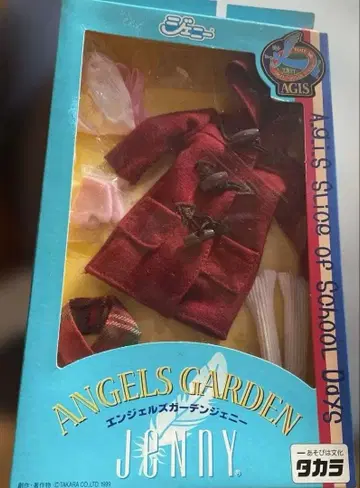 ジェニー
AGIS
AGIS SLICE OF SCHOOL DAYS
ANGELS GARDEN
エンジェルズガーデンジェニー
JENNY®
あそびは文化
タカラ
©TAKARA CO.,LTD. 1999